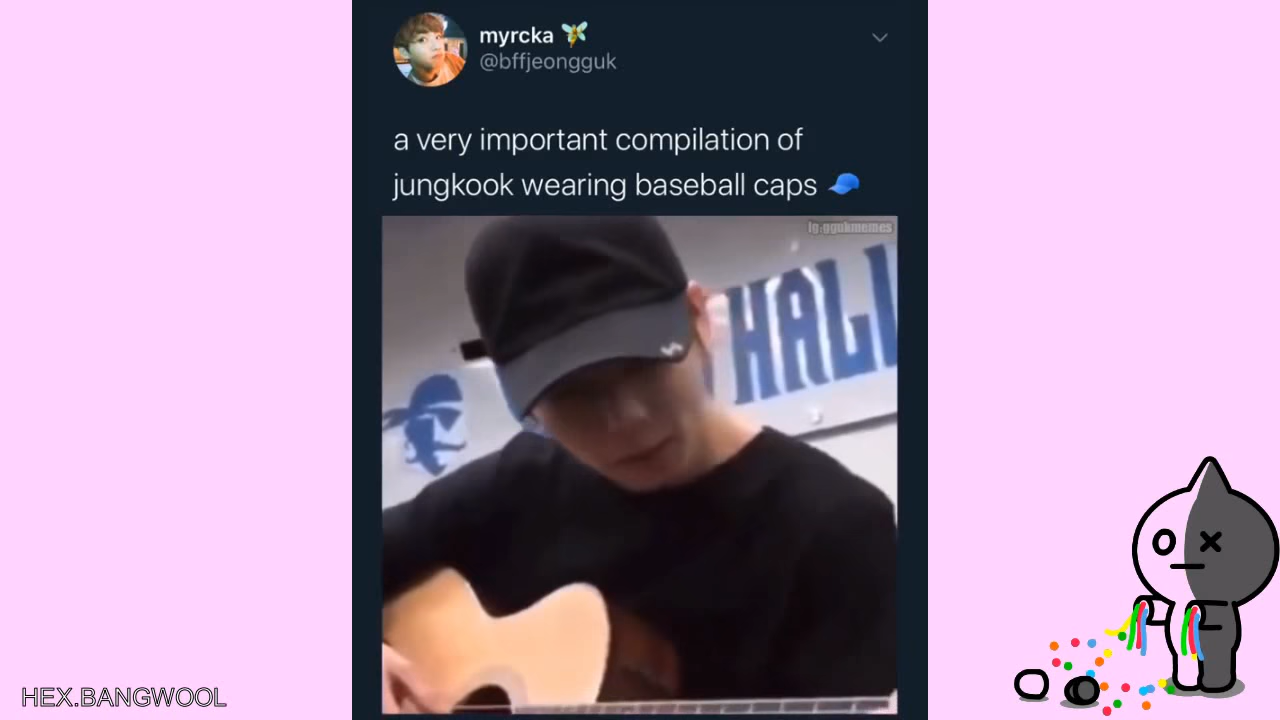 myrcka 🧚
@bffjeongguk
a very important compilation of
jungkook wearing baseball caps 🧢
Ig:ggukmemes
HALL
HEX.BANGWOOL